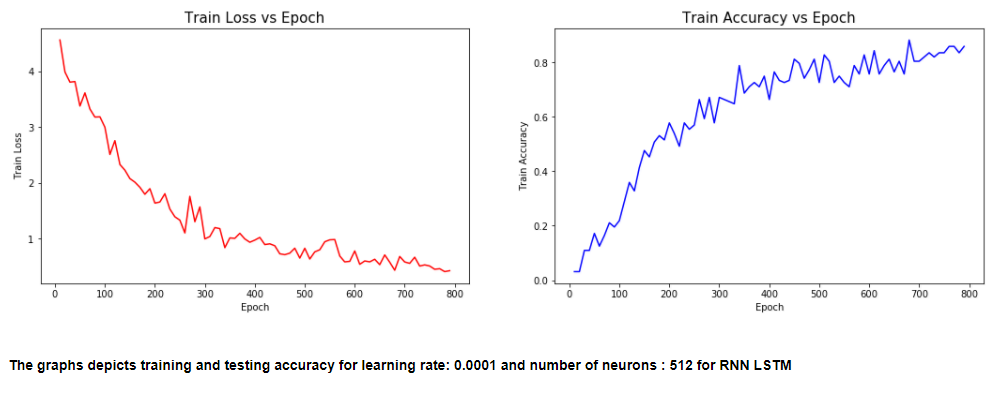 Train Loss vs Epoch
4
3
2
1
Train Loss
0 100 200 300 400 500 600 700 800
Epoch
Train Accuracy vs Epoch
0.8
0.6
0.4
0.2
0.0
Train Accuracy
0 100 200 300 400 500 600 700 800
Epoch
The graphs depicts training and testing accuracy for learning rate: 0.0001 and number of neurons : 512 for RNN LSTM